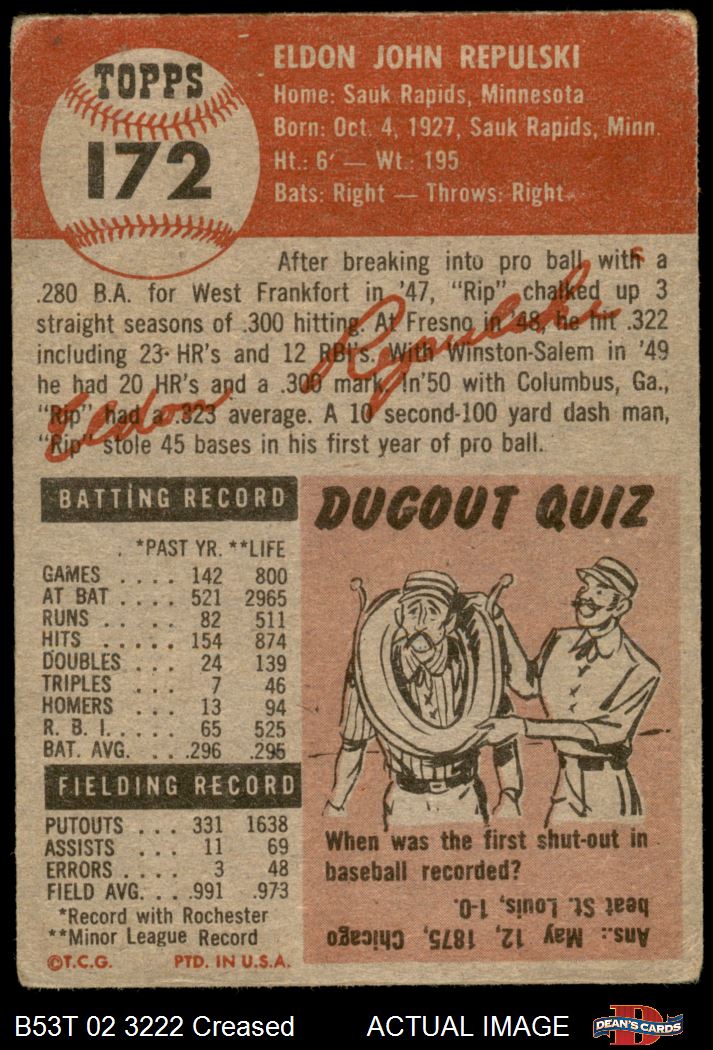 TOPPS
172
ELDON JOHN REPULSKI
Home: Sauk Rapids, Minnesota
Born: Oct. 4, 1927, Sauk Rapids, Minn.
Ht.: 6' — Wt.: 195
Bats: Right — Throws: Right
After breaking into pro ball with a
.280 B.A. for West Frankfort in '47, "Rip" chalked up 3
straight seasons of .300 hitting. At Fresno in '48, he hit .322
including 23 HR's and 12 RBI's. With Winston-Salem in '49
he had 20 HR's and a .300 mark. In '50 with Columbus, Ga.,
"Rip" had a .323 average. A 10 second-100 yard dash man,
"Rip" stole 45 bases in his first year of pro ball.
Eldon Repulski
BATTING RECORD
*PAST YR. **LIFE
GAMES .... 142 800
AT BAT .... 521 2965
RUNS .... 82 511
HITS ..... 154 874
DOUBLES ... 24 139
TRIPLES ... 7 46
HOMERS ... 13 94
R. B. I. .... 65 525
BAT. AVG. ... .296 .295
FIELDING RECORD
PUTOUTS ... 331 1638
ASSISTS ... 11 69
ERRORS .... 3 48
FIELD AVG. ... .991 .973
*Record with Rochester
**Minor League Record
©T.C.G. PTD. IN U.S.A.
DUGOUT QUIZ
When was the first shut-out in
baseball recorded?
Ans.: May 12, 1875, Chicago
beat St. Louis, 1-0.
B53T 02 3222 Creased ACTUAL IMAGE
D
DEAN'S CARDS